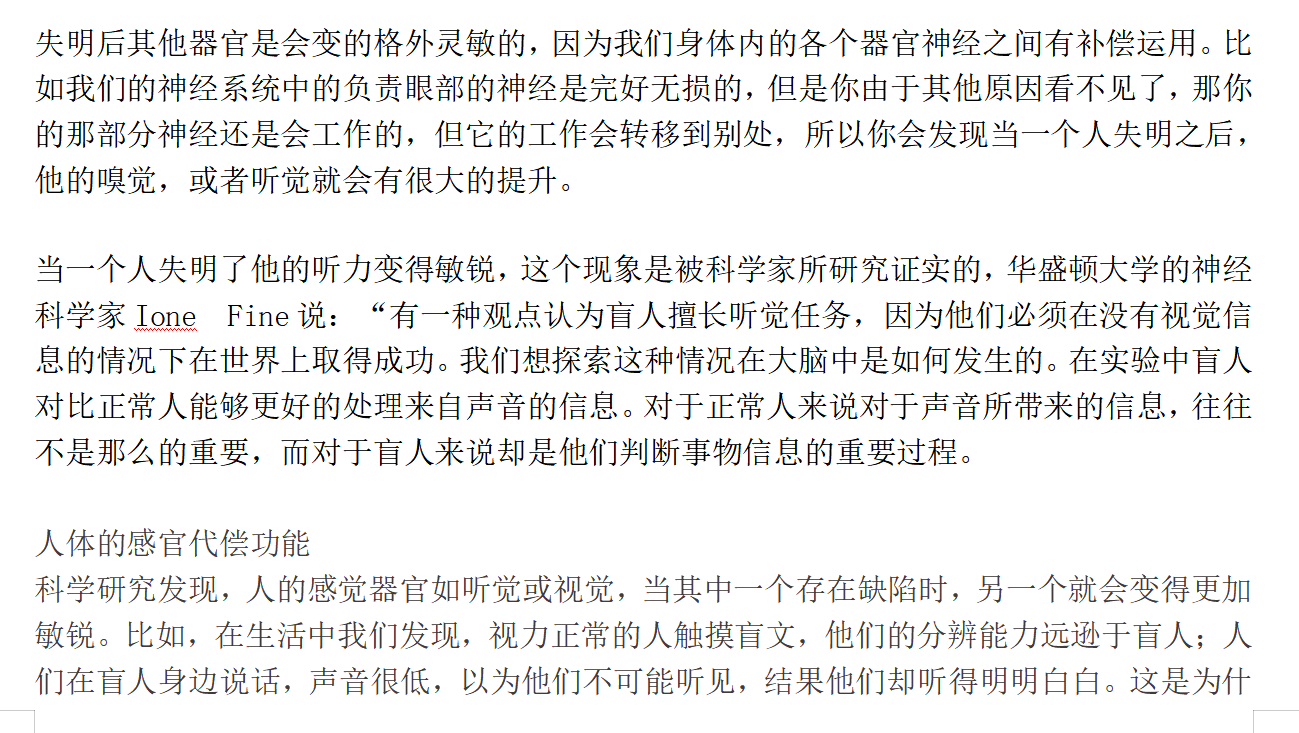 失明后其他器官是会变的格外灵敏的，因为我们身体内的各个器官神经之间有补偿运用。比
如我们的神经系统中的负责眼部的神经是完好无损的，但是你由于其他原因看不见了，那你
的那部分神经还是会工作的，但它的工作会转移到别处，所以你会发现当一个人失明之后，
他的嗅觉，或者听觉就会有很大的提升。
当一个人失明了他的听力变得敏锐，这个现象是被科学家所研究证实的，华盛顿大学的神经
科学家 Ione  Fine 说：“有一种观点认为盲人擅长听觉任务，因为他们必须在没有视觉信
息的情况下在世界上取得成功。我们想探索这种情况在大脑中是如何发生的。在实验中盲人
对比正常人能够更好的处理来自声音的信息。对于正常人来说对于声音所带来的信息，往往
不是那么的重要，而对于盲人来说却是他们判断事物信息的重要过程。
人体的感官代偿功能
科学研究发现，人的感觉器官如听觉或视觉，当其中一个存在缺陷时，另一个就会变得更加
敏锐。比如，在生活中我们发现，视力正常的人触摸盲文，他们的分辨能力远逊于盲人；人
们在盲人身边说话，声音很低，以为他们不可能听见，结果他们却听得明明白白。这是为什